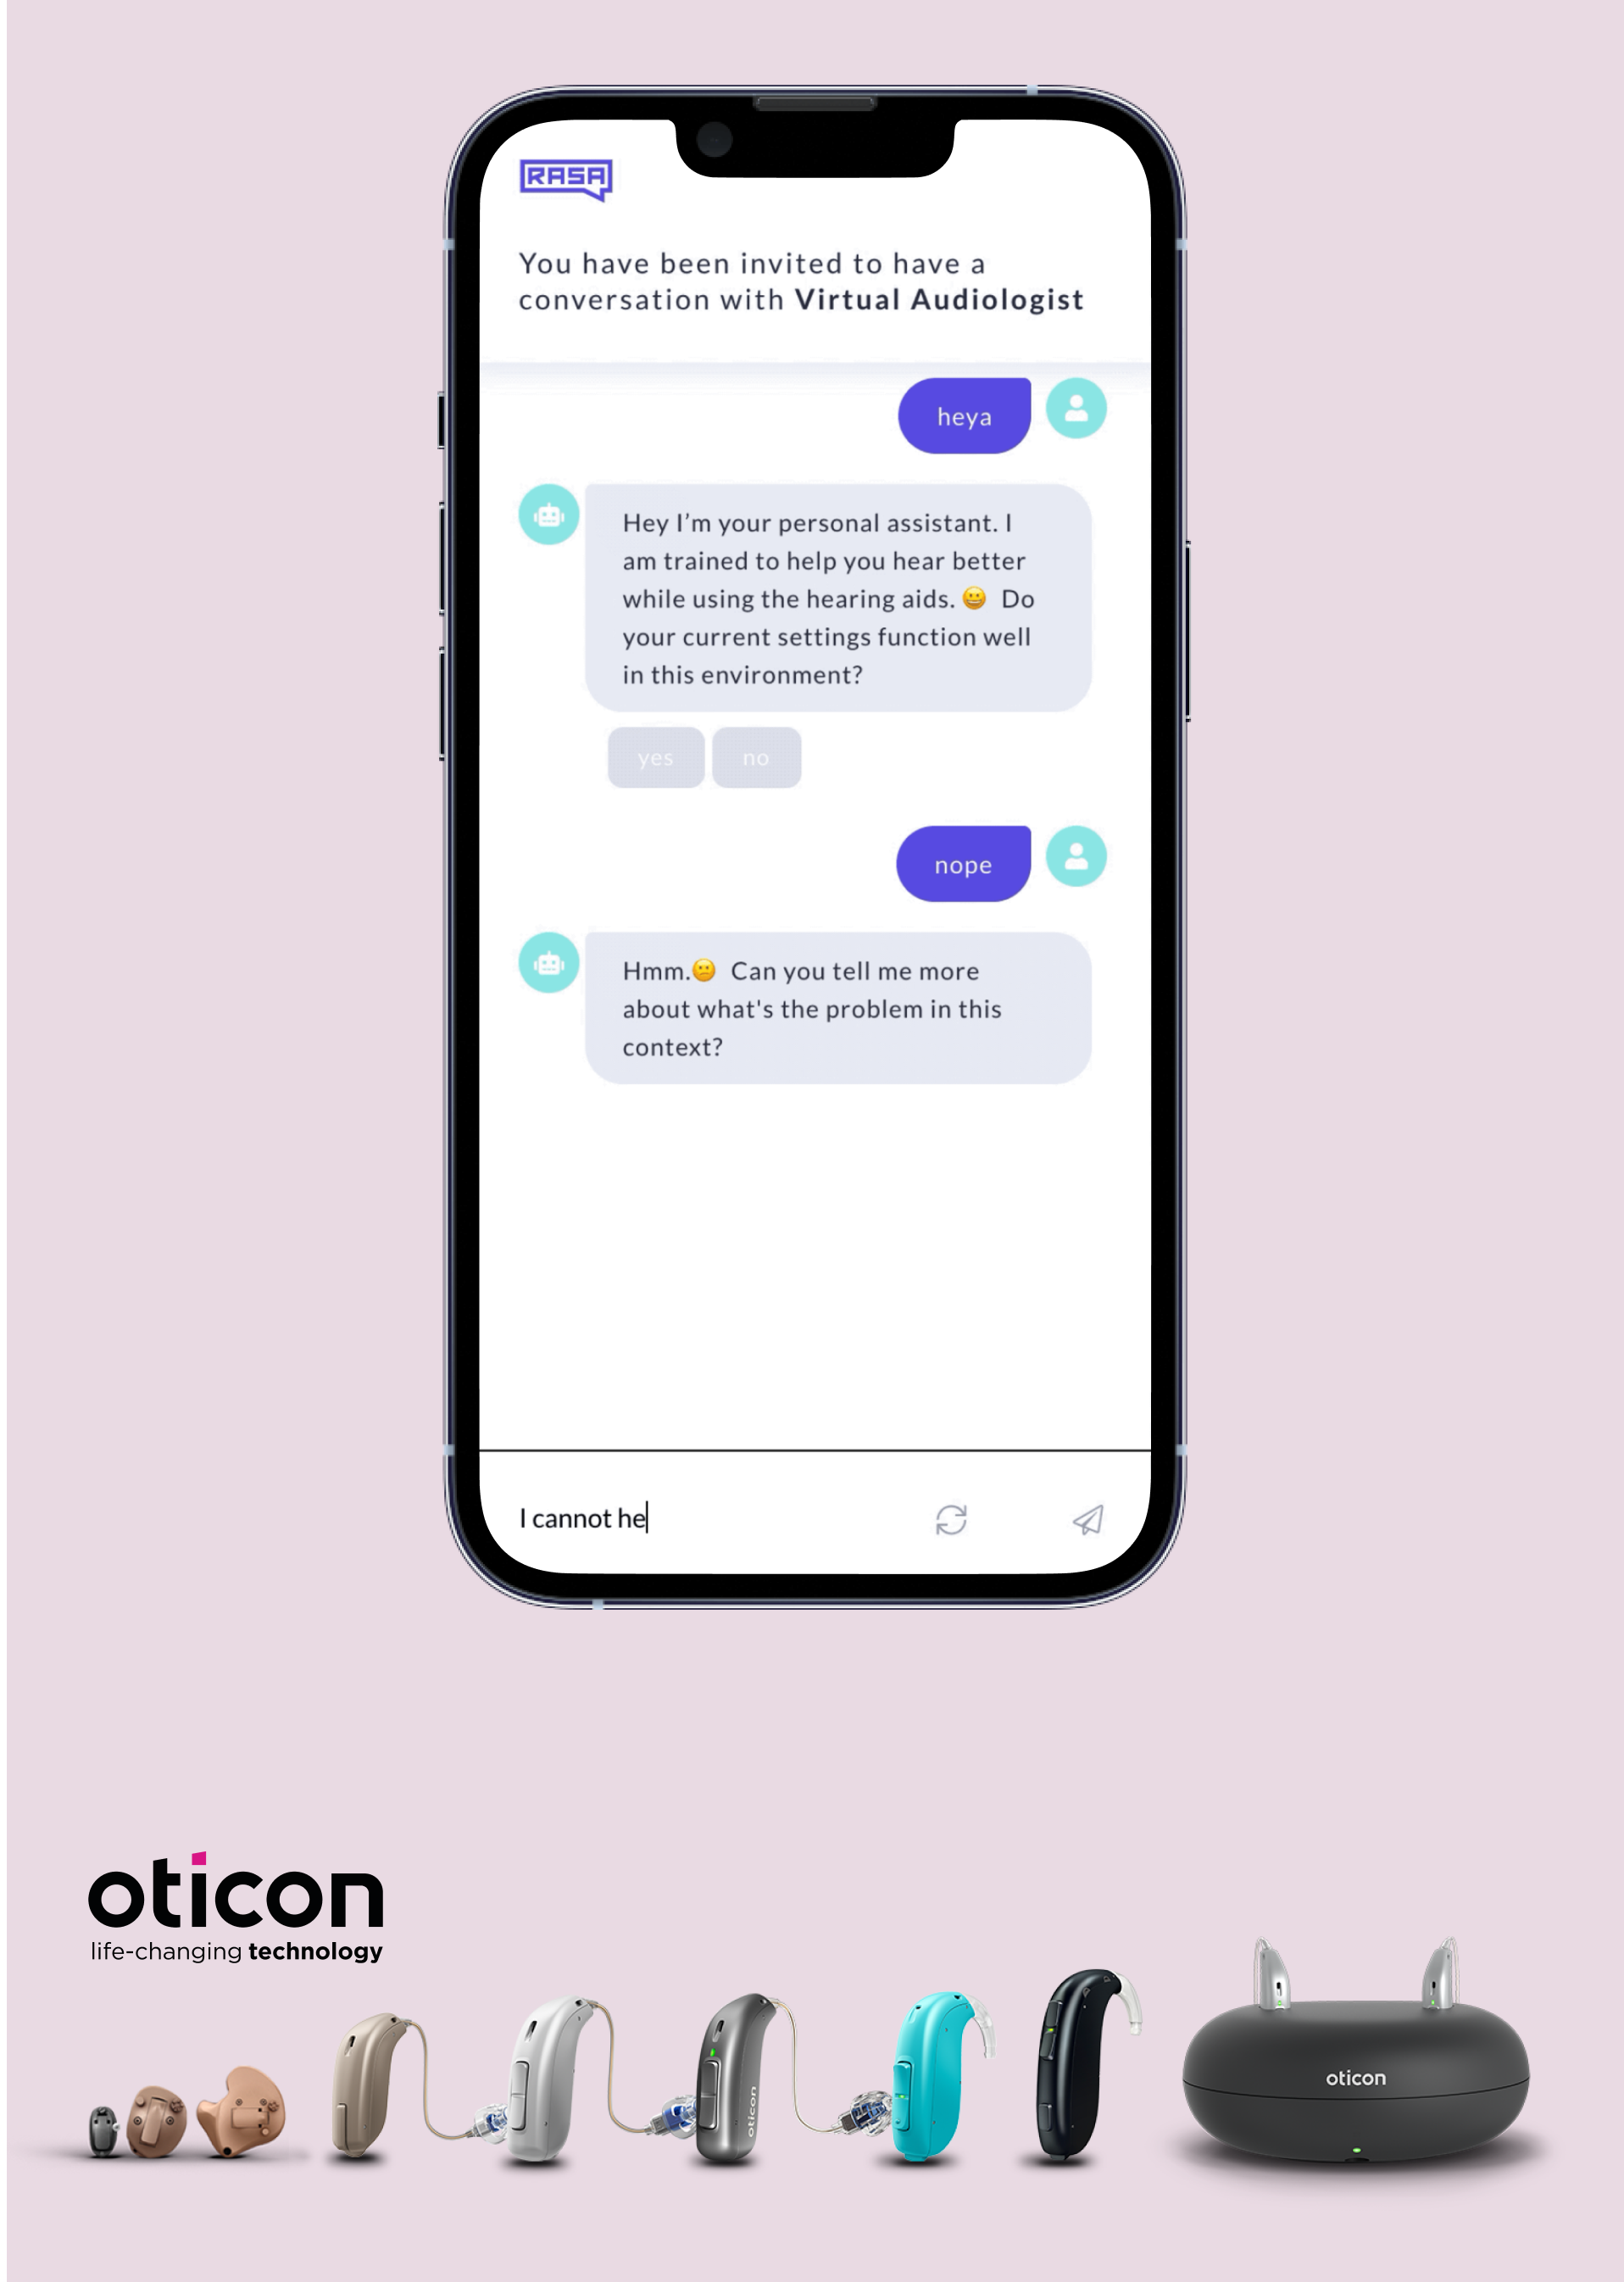 RASA
You have been invited to have a
conversation with Virtual Audiologist
heya
Hey I’m your personal assistant. I
am trained to help you hear better
while using the hearing aids. 😀 Do
your current settings function well
in this environment?
yes no
nope
Hmm.😕 Can you tell me more
about what's the problem in this
context?
I cannot he
oticon
life-changing technology
oticon
oticon